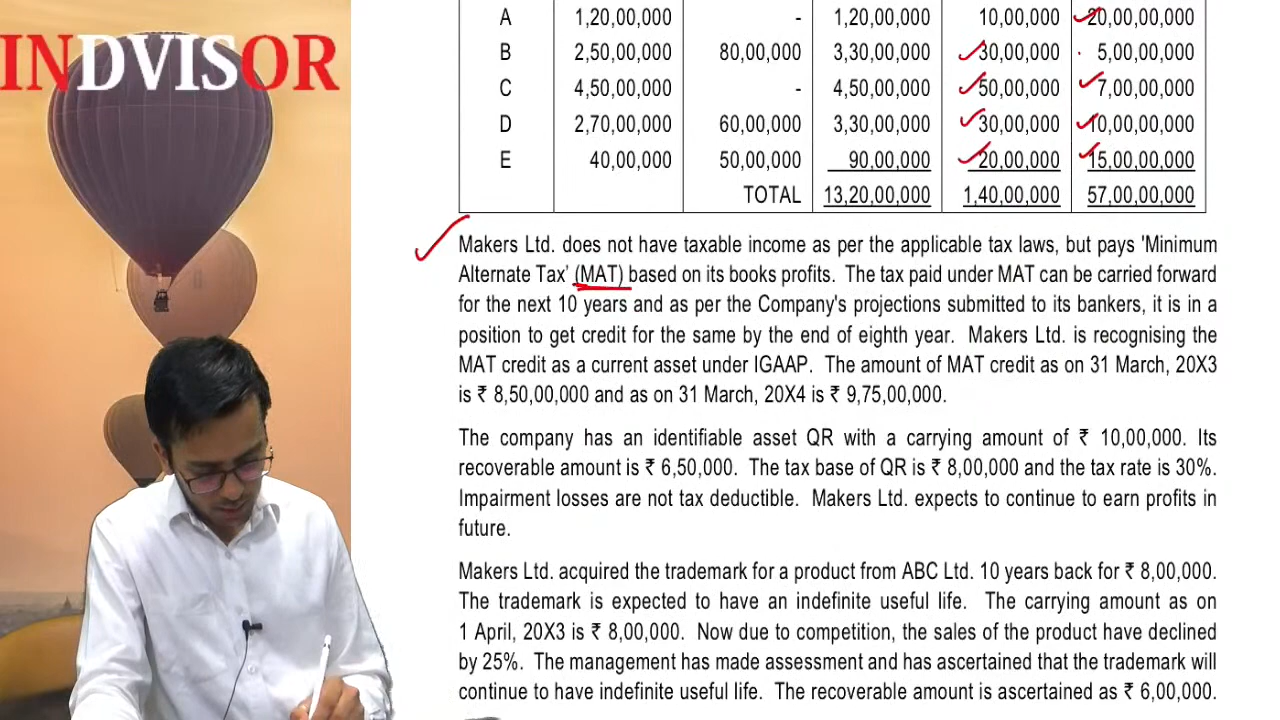 INDVISOR
A 1,20,00,000 - 1,20,00,000 10,00,000 20,00,00,000
B 2,50,00,000 80,00,000 3,30,00,000 30,00,000 5,00,00,000
C 4,50,00,000 - 4,50,00,000 50,00,000 7,00,00,000
D 2,70,00,000 60,00,000 3,30,00,000 30,00,000 10,00,00,000
E 40,00,000 50,00,000 90,00,000 20,00,000 15,00,00,000
TOTAL 13,20,00,000 1,40,00,000 57,00,00,000
Makers Ltd. does not have taxable income as per the applicable tax laws, but pays 'Minimum
Alternate Tax' (MAT) based on its books profits. The tax paid under MAT can be carried forward
for the next 10 years and as per the Company's projections submitted to its bankers, it is in a
position to get credit for the same by the end of eighth year. Makers Ltd. is recognising the
MAT credit as a current asset under IGAAP. The amount of MAT credit as on 31 March, 20X3
is ₹ 8,50,00,000 and as on 31 March, 20X4 is ₹ 9,75,00,000.
The company has an identifiable asset QR with a carrying amount of ₹ 10,00,000. Its
recoverable amount is ₹ 6,50,000. The tax base of QR is ₹ 8,00,000 and the tax rate is 30%.
Impairment losses are not tax deductible. Makers Ltd. expects to continue to earn profits in
future.
Makers Ltd. acquired the trademark for a product from ABC Ltd. 10 years back for ₹ 8,00,000.
The trademark is expected to have an indefinite useful life. The carrying amount as on
1 April, 20X3 is ₹ 8,00,000. Now due to competition, the sales of the product have declined
by 25%. The management has made assessment and has ascertained that the trademark will
continue to have indefinite useful life. The recoverable amount is ascertained as ₹ 6,00,000.